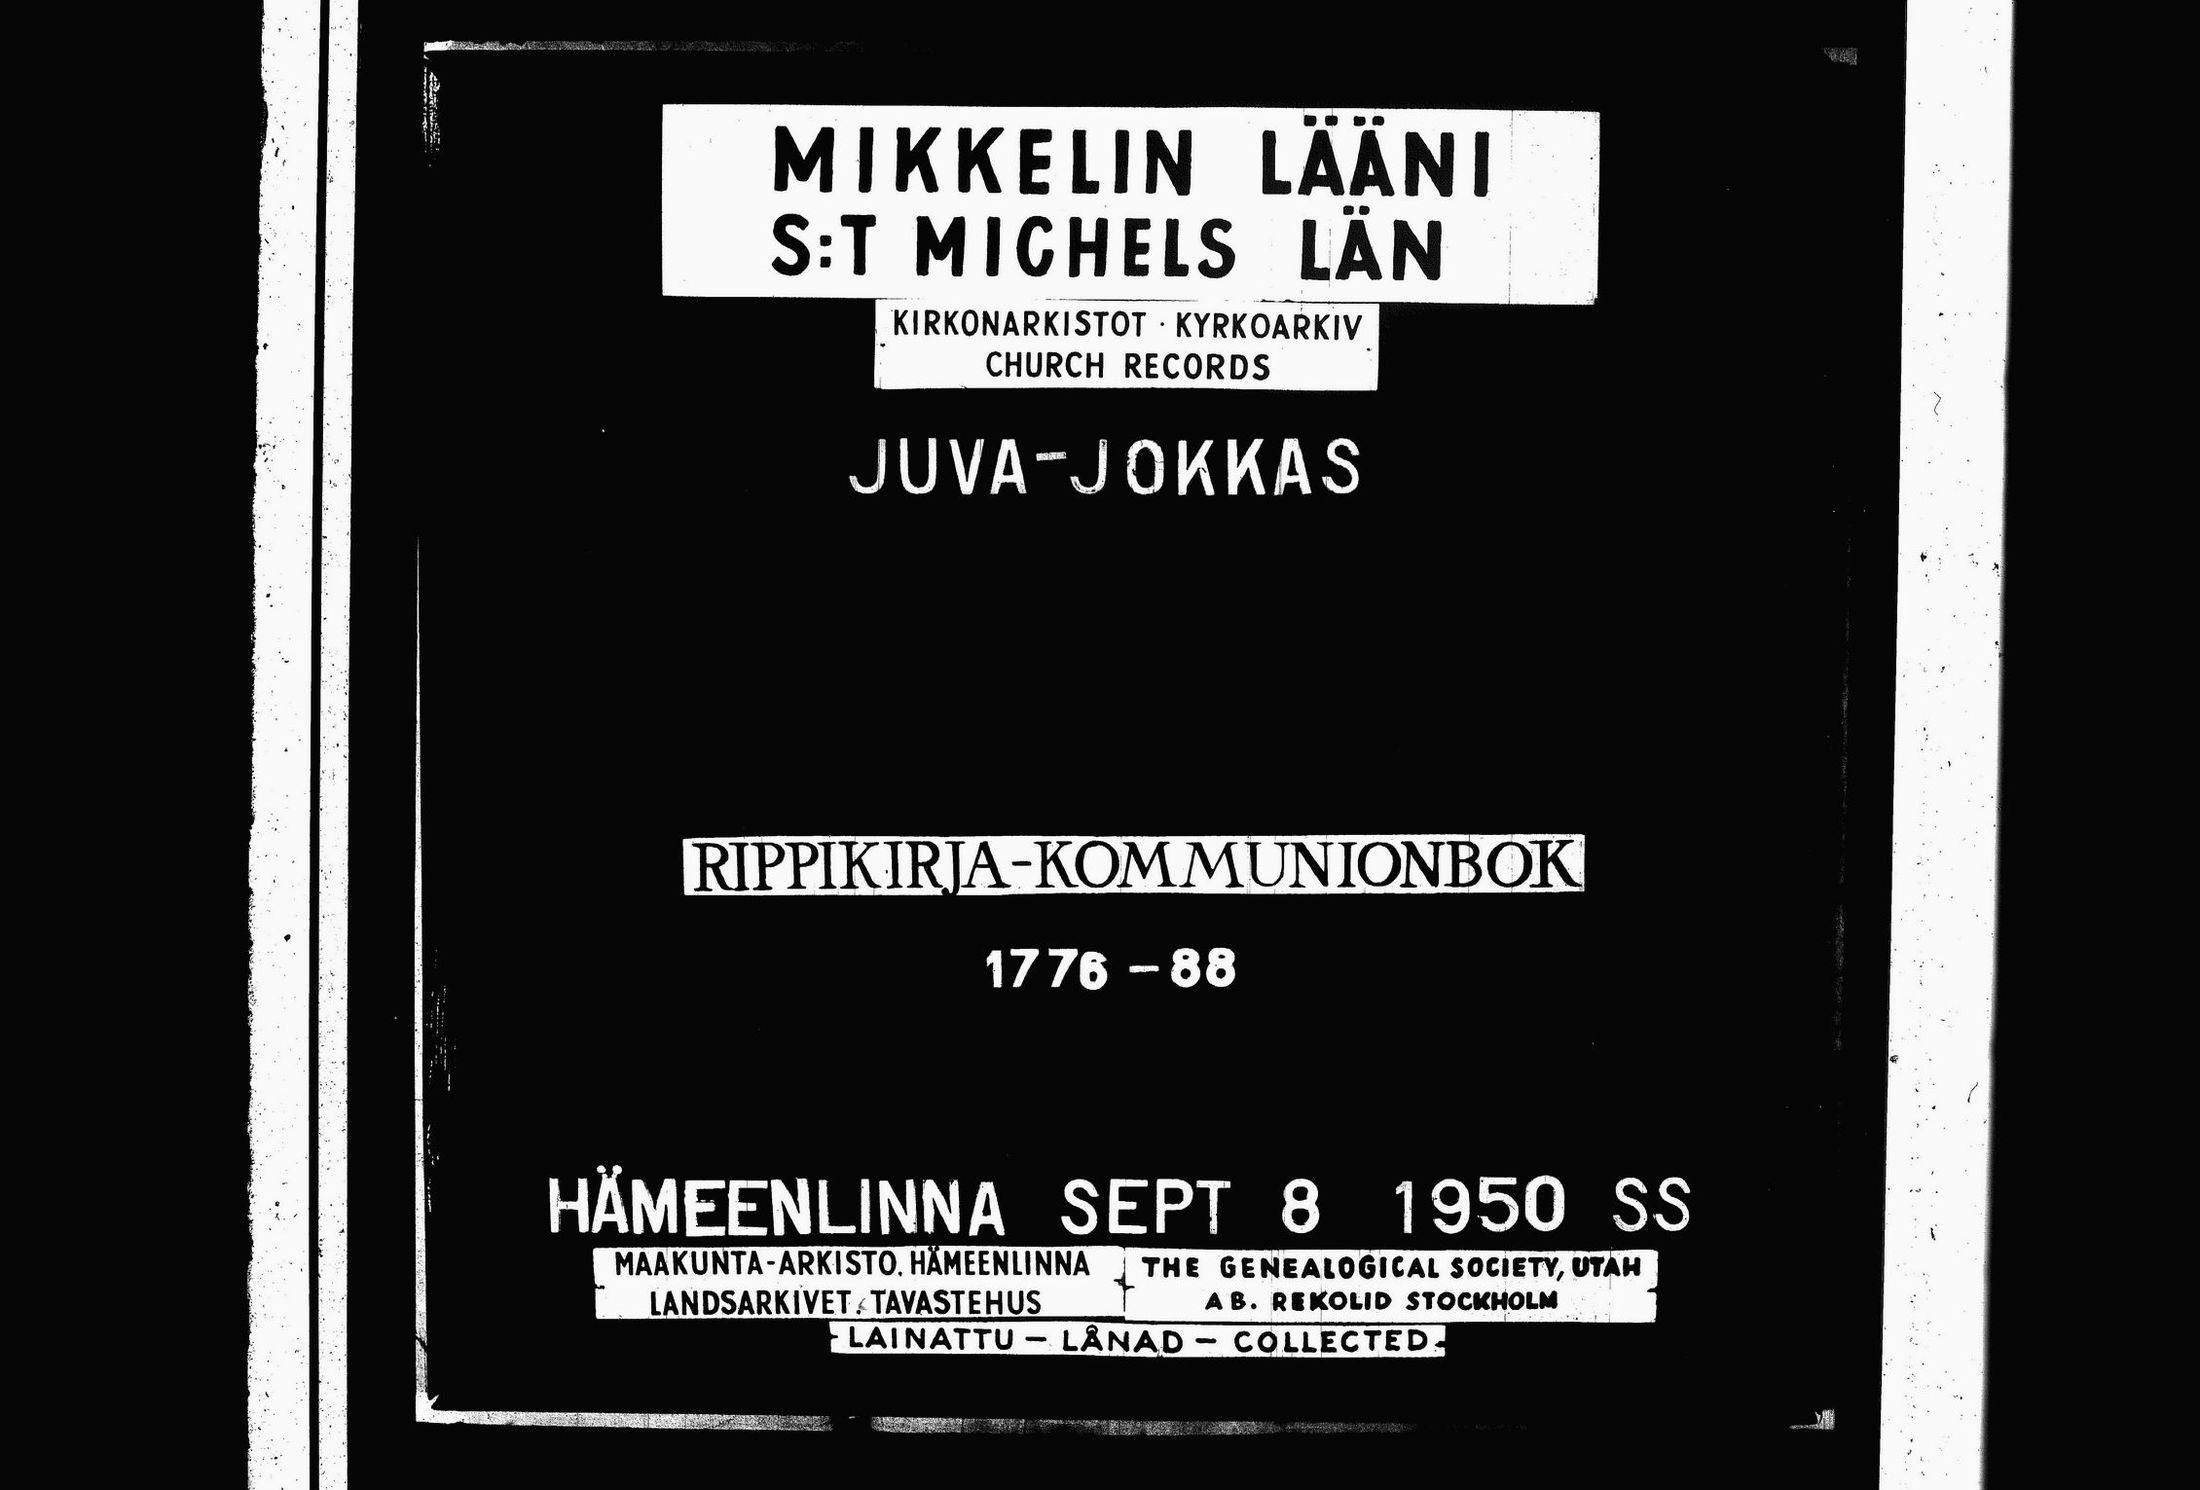 MIKKELIN LÄÄNI
S:T MICHELS LÄN
KIRKONARKISTOT · KYRKOARKIV
CHURCH RECORDS
JUVA-JOKKAS
RIPPIKIRJA-KOMMUNIONBOK
1776-88
HÄMEENLINNA SEPT 8 1950 SS
MAAKUNTA-ARKISTO, HÄMEENLINNA
LANDSARKIVET, TAVASTEHUS
THE GENEALOGICAL SOCIETY, UTAH
AB. REKOLID STOCKHOLM
LAINATTU - LÅNAD - COLLECTED